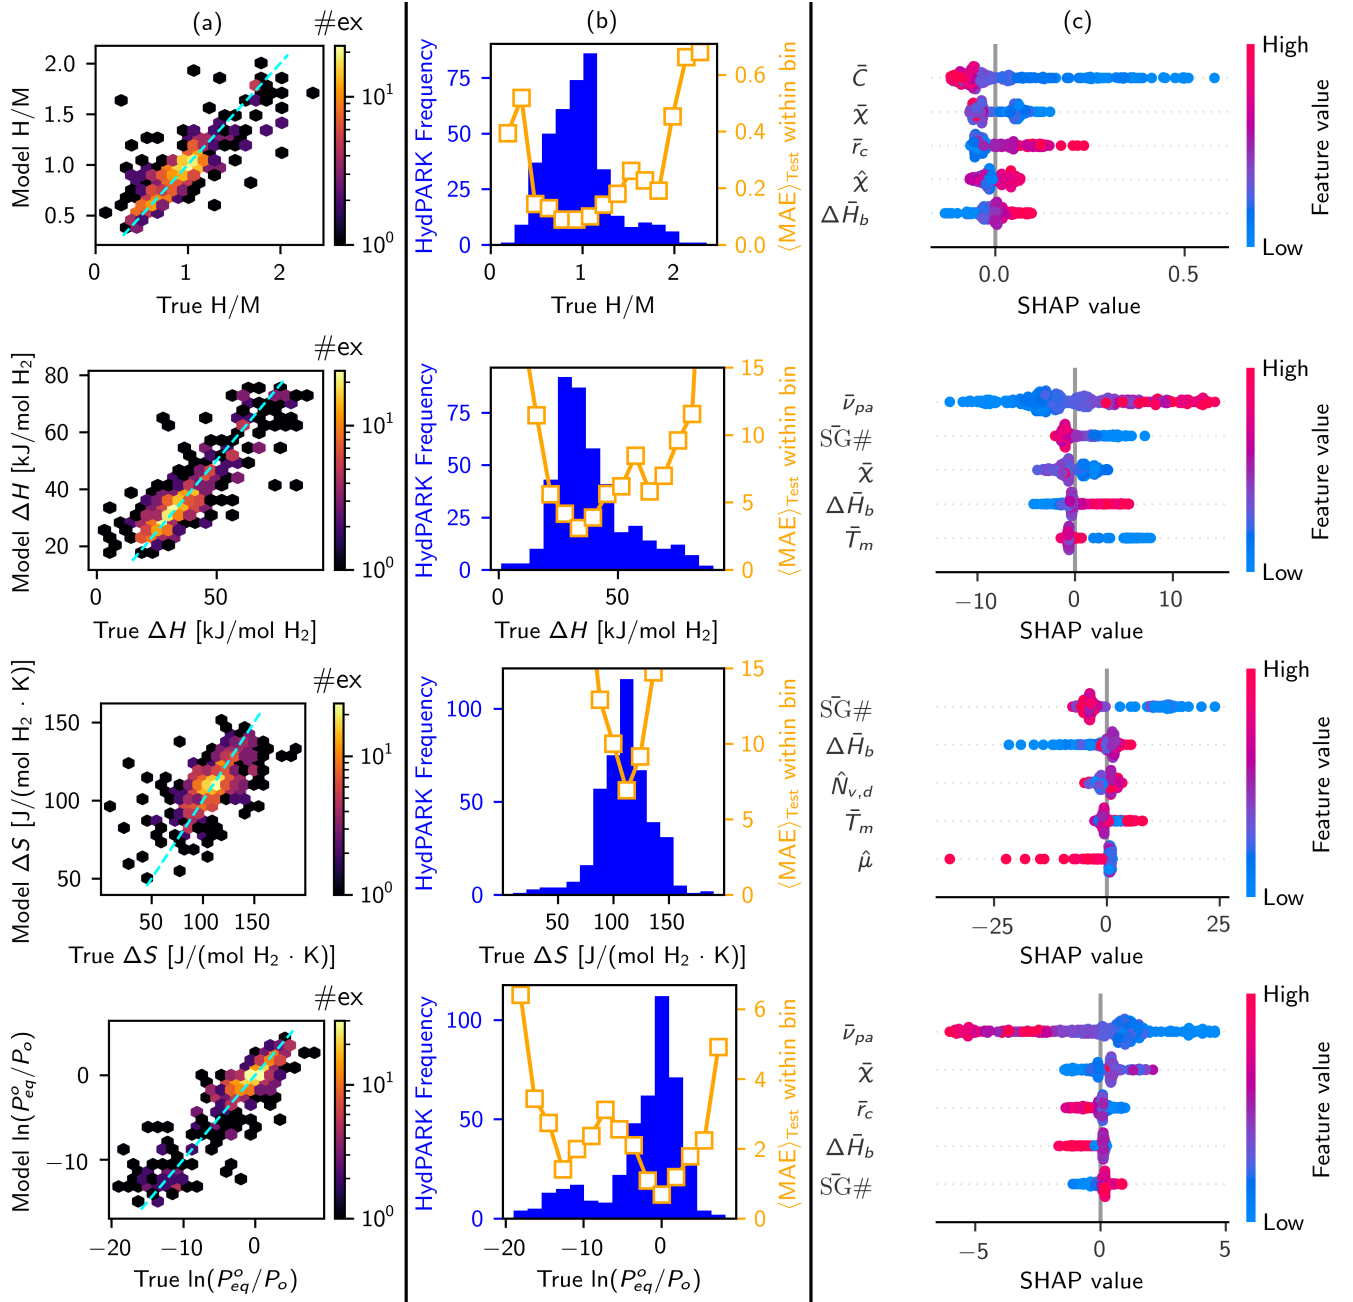 (a)
#ex
Model H/M
2.0
1.5
1.0
0.5
0
1
2
True H/M
10¹
10⁰
(b)
HydPARK Frequency
75
50
25
0
0
1
2
True H/M
0.6
0.4
0.2
0.0
⟨MAE⟩Test within bin
(c)
C̄
χ̄
r̄c
χ̂
ΔH̄b
0.0
0.5
SHAP value
High
Low
Feature value
#ex
Model ΔH [kJ/mol H₂]
80
60
40
20
0
50
True ΔH [kJ/mol H₂]
10¹
10⁰
HydPARK Frequency
75
50
25
0
0
50
True ΔH [kJ/mol H₂]
15
10
5
0
⟨MAE⟩Test within bin
ν̄pa
SḠ#
χ̄
ΔH̄b
T̄m
−10
0
10
SHAP value
High
Low
Feature value
#ex
Model ΔS [J/(mol H₂ · K)]
150
100
50
50
100
150
True ΔS [J/(mol H₂ · K)]
10¹
10⁰
HydPARK Frequency
100
50
0
50
100
150
True ΔS [J/(mol H₂ · K)]
15
10
5
0
⟨MAE⟩Test within bin
SḠ#
ΔH̄b
N̂v,d
T̄m
μ̂
−25
0
25
SHAP value
High
Low
Feature value
#ex
Model ln(Pᵒeq/Pₒ)
0
−10
−20
−10
0
True ln(Pᵒeq/Pₒ)
10¹
10⁰
HydPARK Frequency
100
50
0
−20
−10
0
True ln(Pᵒeq/Pₒ)
6
4
2
0
⟨MAE⟩Test within bin
ν̄pa
χ̄
r̄c
ΔH̄b
SḠ#
−5
0
5
SHAP value
High
Low
Feature value